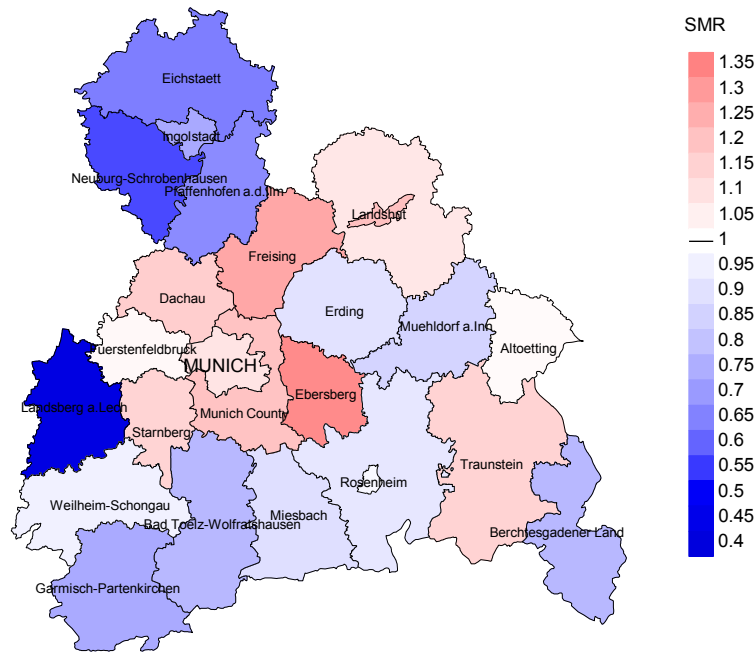 SMR
1.35
1.3
1.25
1.2
1.15
1.1
1.05
1
0.95
0.9
0.85
0.8
0.75
0.7
0.65
0.6
0.55
0.5
0.45
0.4
Eichstaett
Ingolstadt
Neuburg-Schrobenhausen
Pfaffenhofen a.d.Ilm
Landshut
Freising
Dachau
Erding
Muehldorf a.Inn
Altoetting
Fuerstenfeldbruck
MUNICH
Ebersberg
Landsberg a.Lech
Munich County
Starnberg
Traunstein
Rosenheim
Weilheim-Schongau
Miesbach
Bad Toelz-Wolfratshausen
Berchtesgadener Land
Garmisch-Partenkirchen